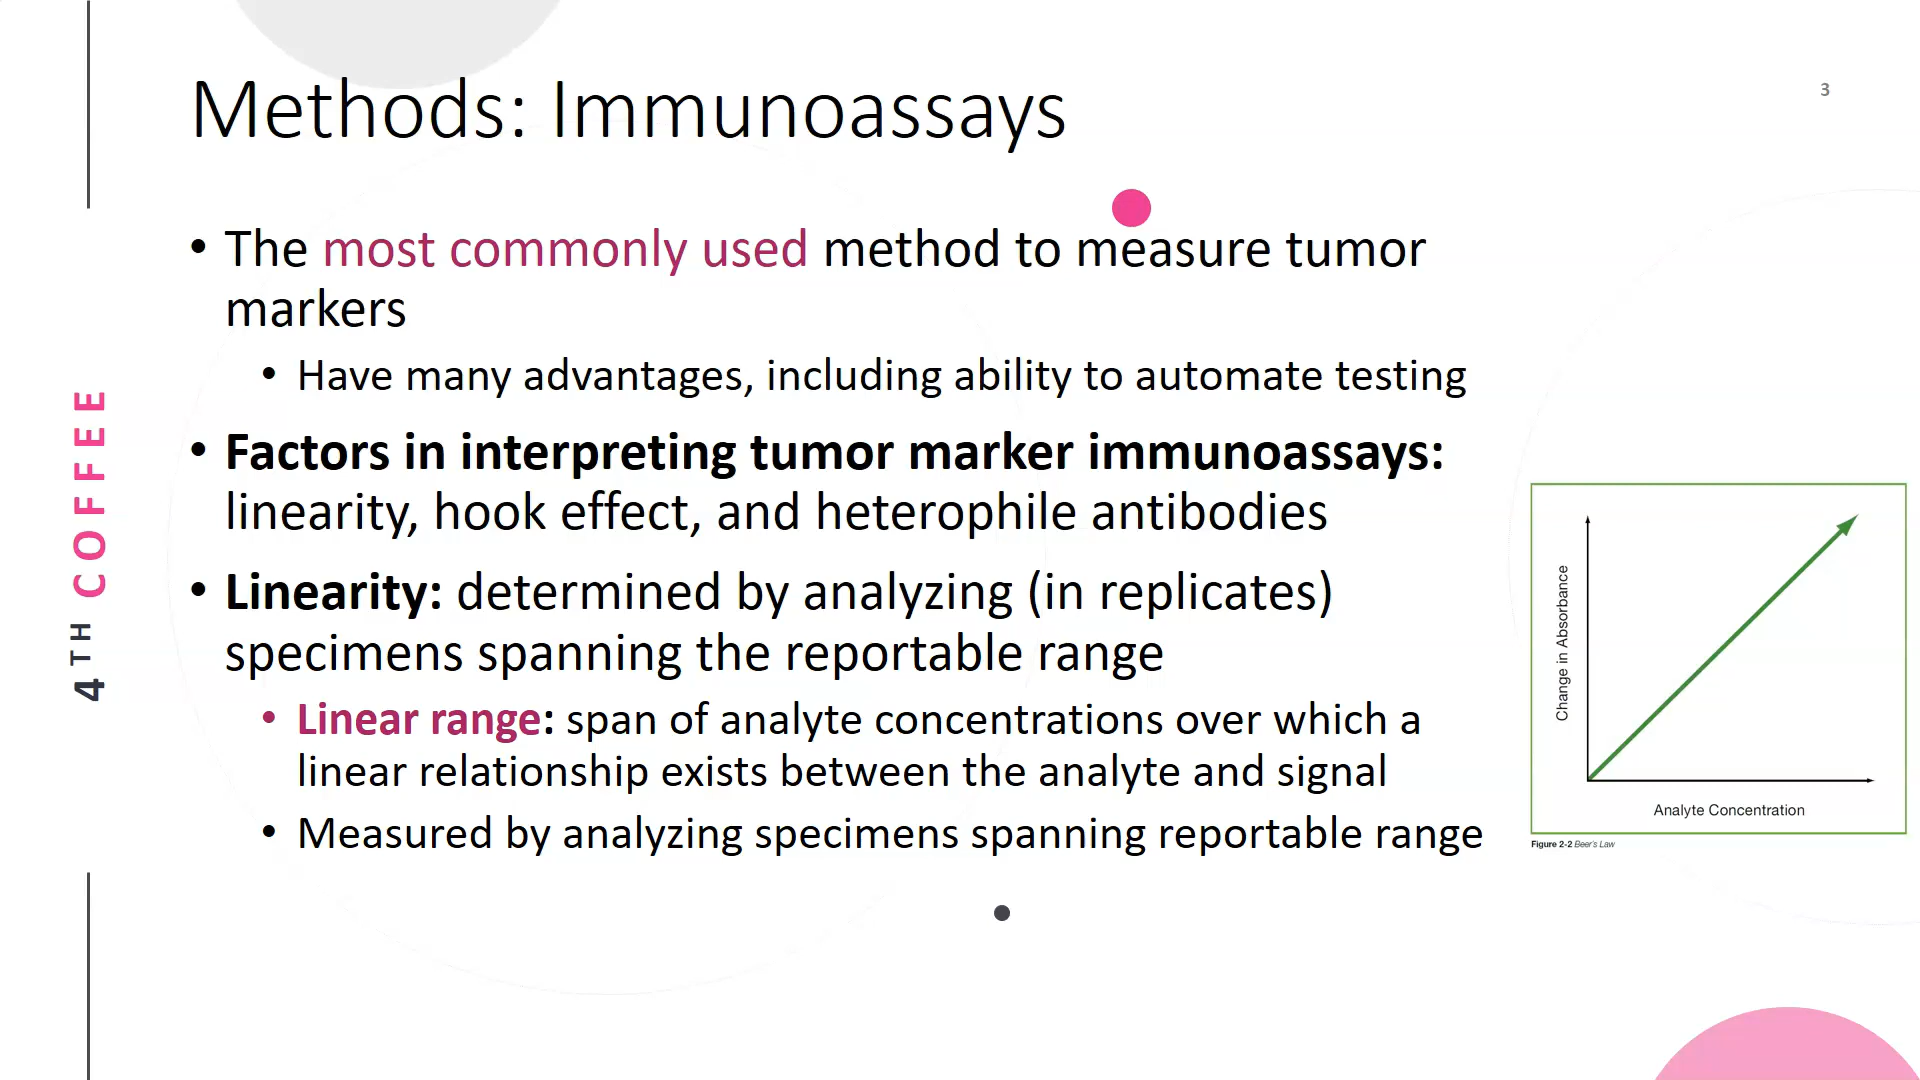 Methods: Immunoassays
3
• The most commonly used method to measure tumor
markers
• Have many advantages, including ability to automate testing
• Factors in interpreting tumor marker immunoassays:
linearity, hook effect, and heterophile antibodies
• Linearity: determined by analyzing (in replicates)
specimens spanning the reportable range
• Linear range: span of analyte concentrations over which a
linear relationship exists between the analyte and signal
• Measured by analyzing specimens spanning reportable range
4TH COFFEE
Change in Absorbance
Analyte Concentration
Figure 2-2 Beer's Law